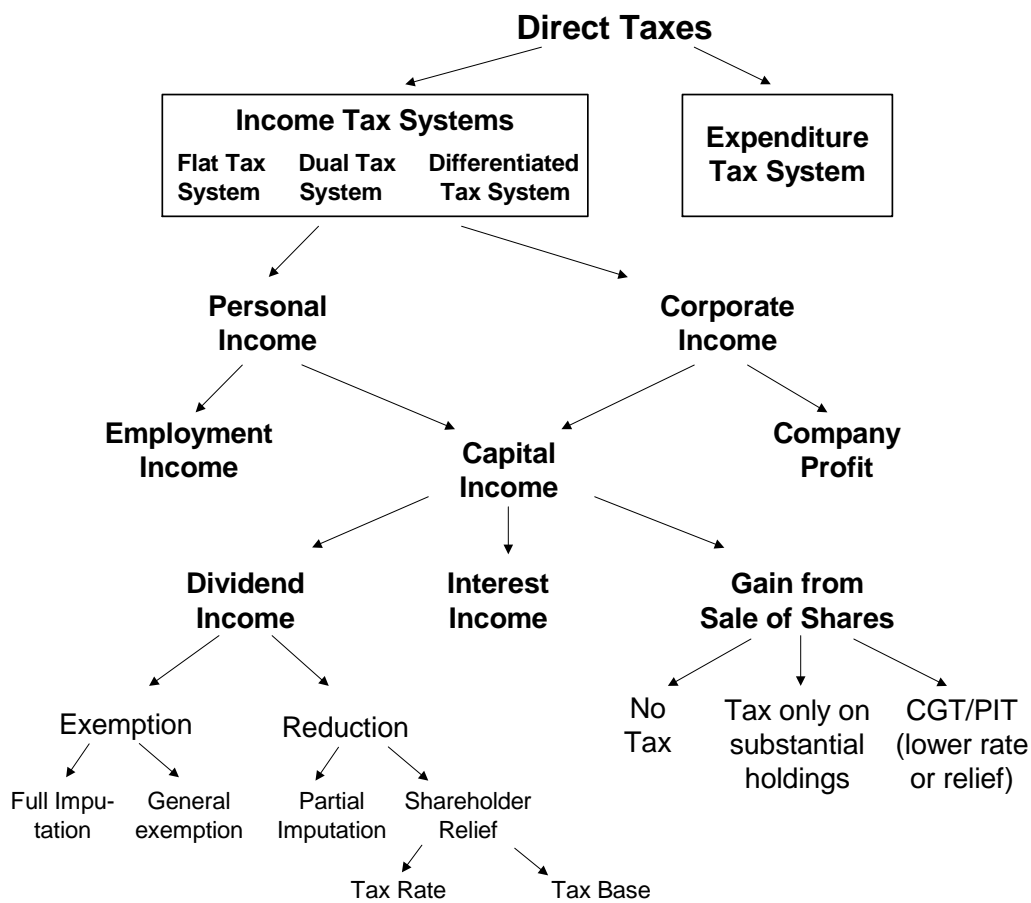 Direct Taxes
Income Tax Systems
Flat Tax
System
Dual Tax
System
Differentiated
Tax System
Expenditure
Tax System
Personal
Income
Corporate
Income
Employment
Income
Capital
Income
Company
Profit
Dividend
Income
Interest
Income
Gain from
Sale of Shares
Exemption
Reduction
No
Tax
Tax only on
substantial
holdings
CGT/PIT
(lower rate
or relief)
Full Impu-
tation
General
exemption
Partial
Imputation
Shareholder
Relief
Tax Rate
Tax Base